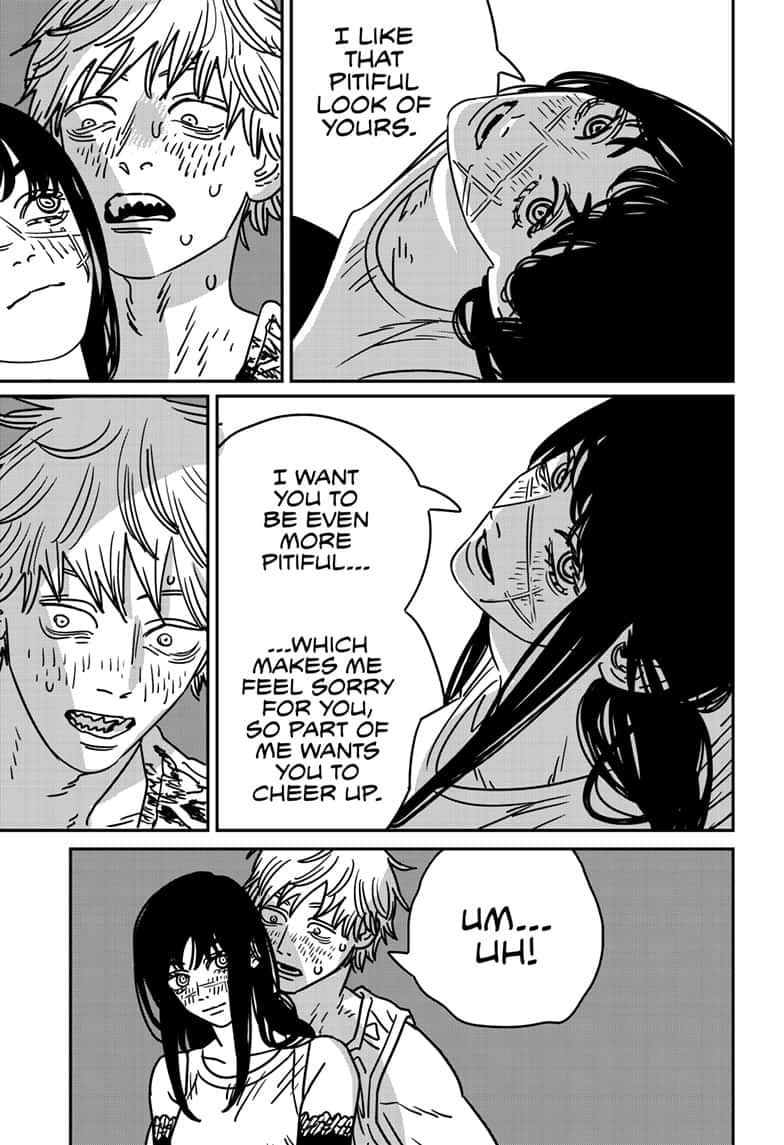 I LIKE
THAT
PITIFUL
LOOK OF
YOURS.
I WANT
YOU TO
BE EVEN
MORE
PITIFUL...
...WHICH
MAKES ME
FEEL SORRY
FOR YOU,
SO PART OF
ME WANTS
YOU TO
CHEER UP.
UM...
UH!